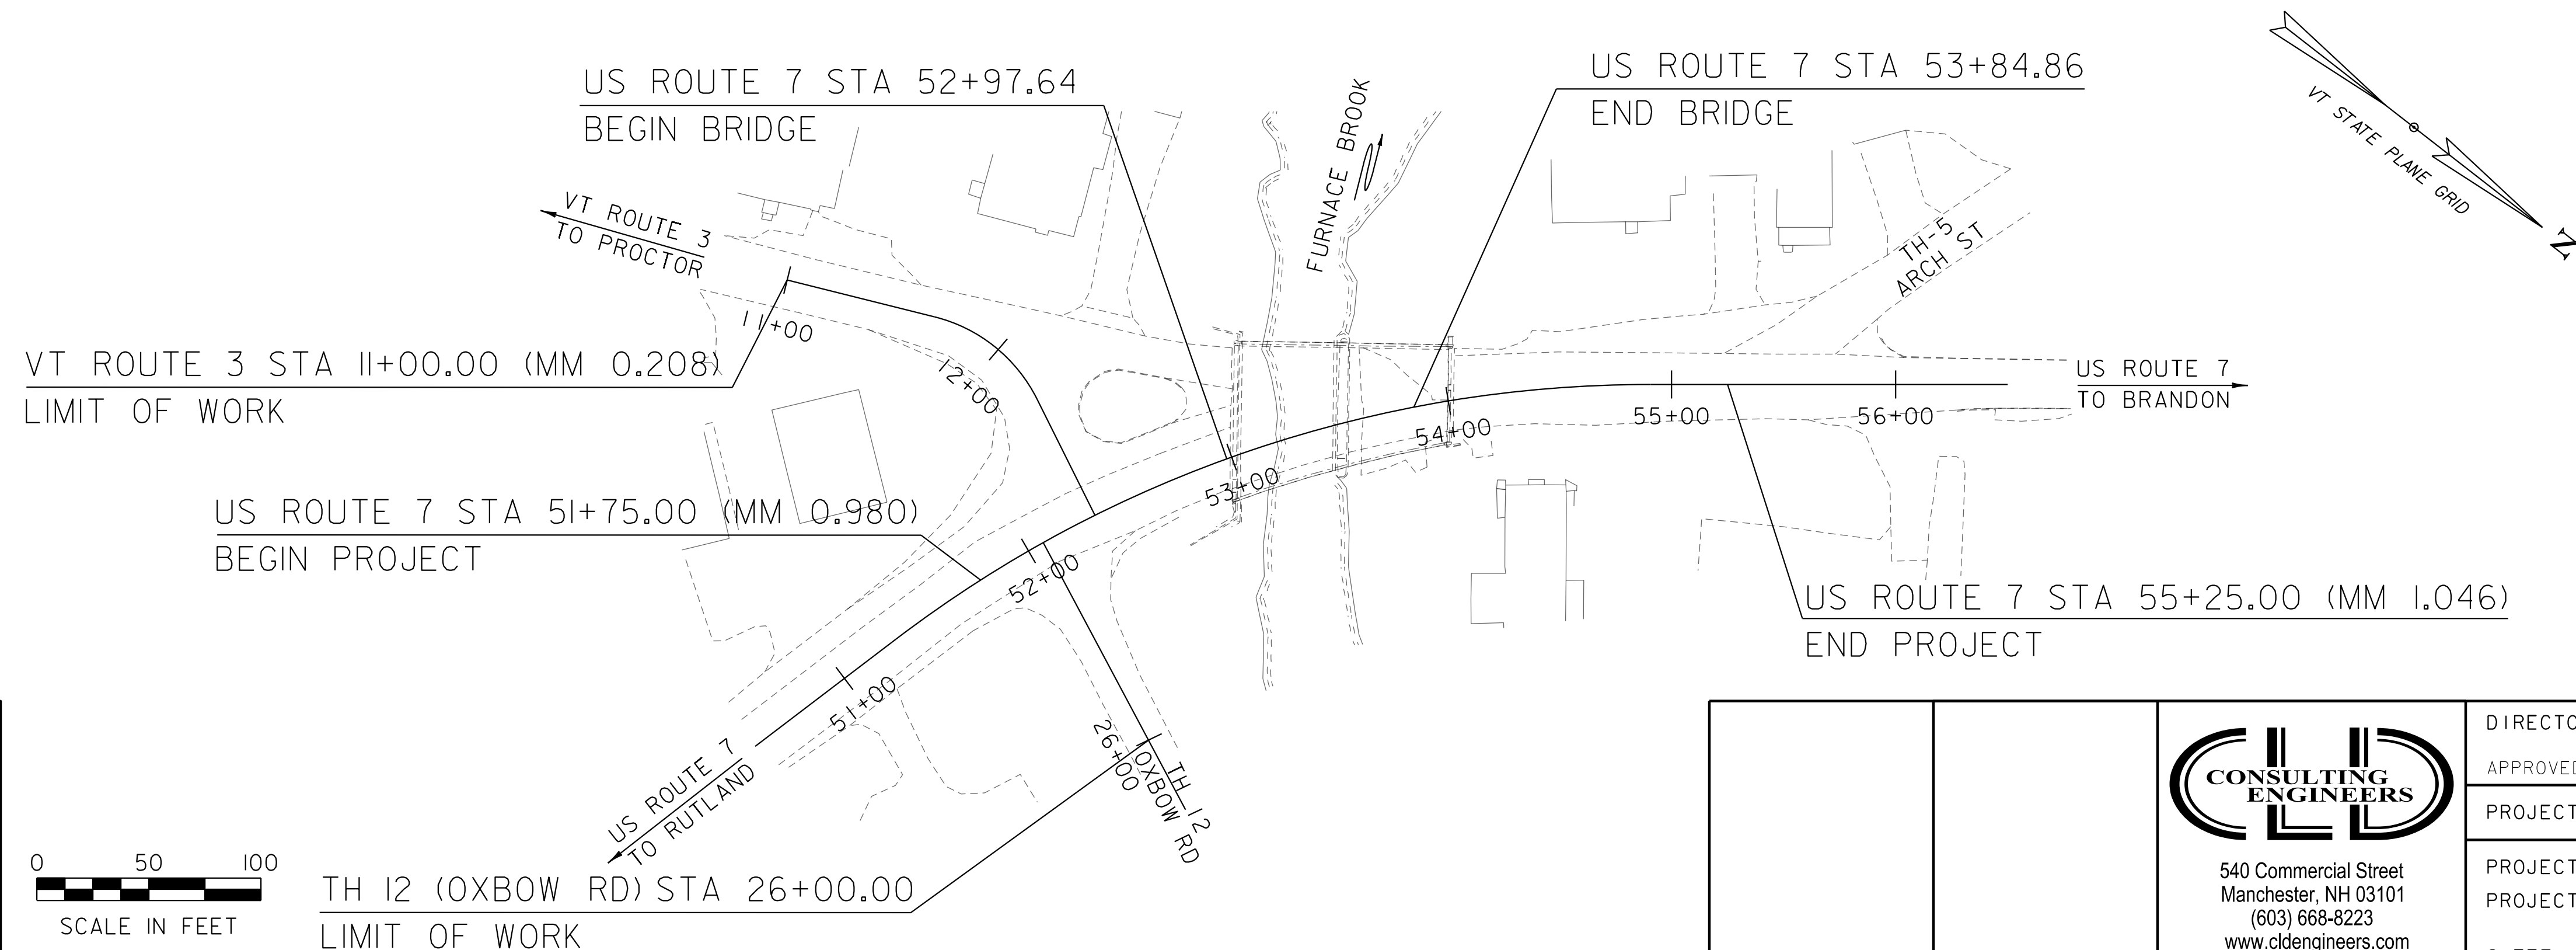 US ROUTE 7 STA 52+97.64
BEGIN BRIDGE
US ROUTE 7 STA 53+84.86
END BRIDGE
FURNACE BROOK
VT STATE PLANE GRID
N
VT ROUTE 3
TO PROCTOR
TH-5
ARCH ST
11+00
12+00
VT ROUTE 3 STA 11+00.00 (MM 0.208)
LIMIT OF WORK
US ROUTE 7
TO BRANDON
55+00
56+00
54+00
53+00
US ROUTE 7 STA 51+75.00 (MM 0.980)
BEGIN PROJECT
52+00
US ROUTE 7 STA 55+25.00 (MM 1.046)
END PROJECT
51+00
26+00
TH 12
OXBOW RD
US ROUTE 7
TO RUTLAND
0 50 100
SCALE IN FEET
TH 12 (OXBOW RD) STA 26+00.00
LIMIT OF WORK
CLD
CONSULTING
ENGINEERS
540 Commercial Street
Manchester, NH 03101
(603) 668-8223
www.cldengineers.com
DIRECTO
APPROVED
PROJECT
PROJECT
PROJECT